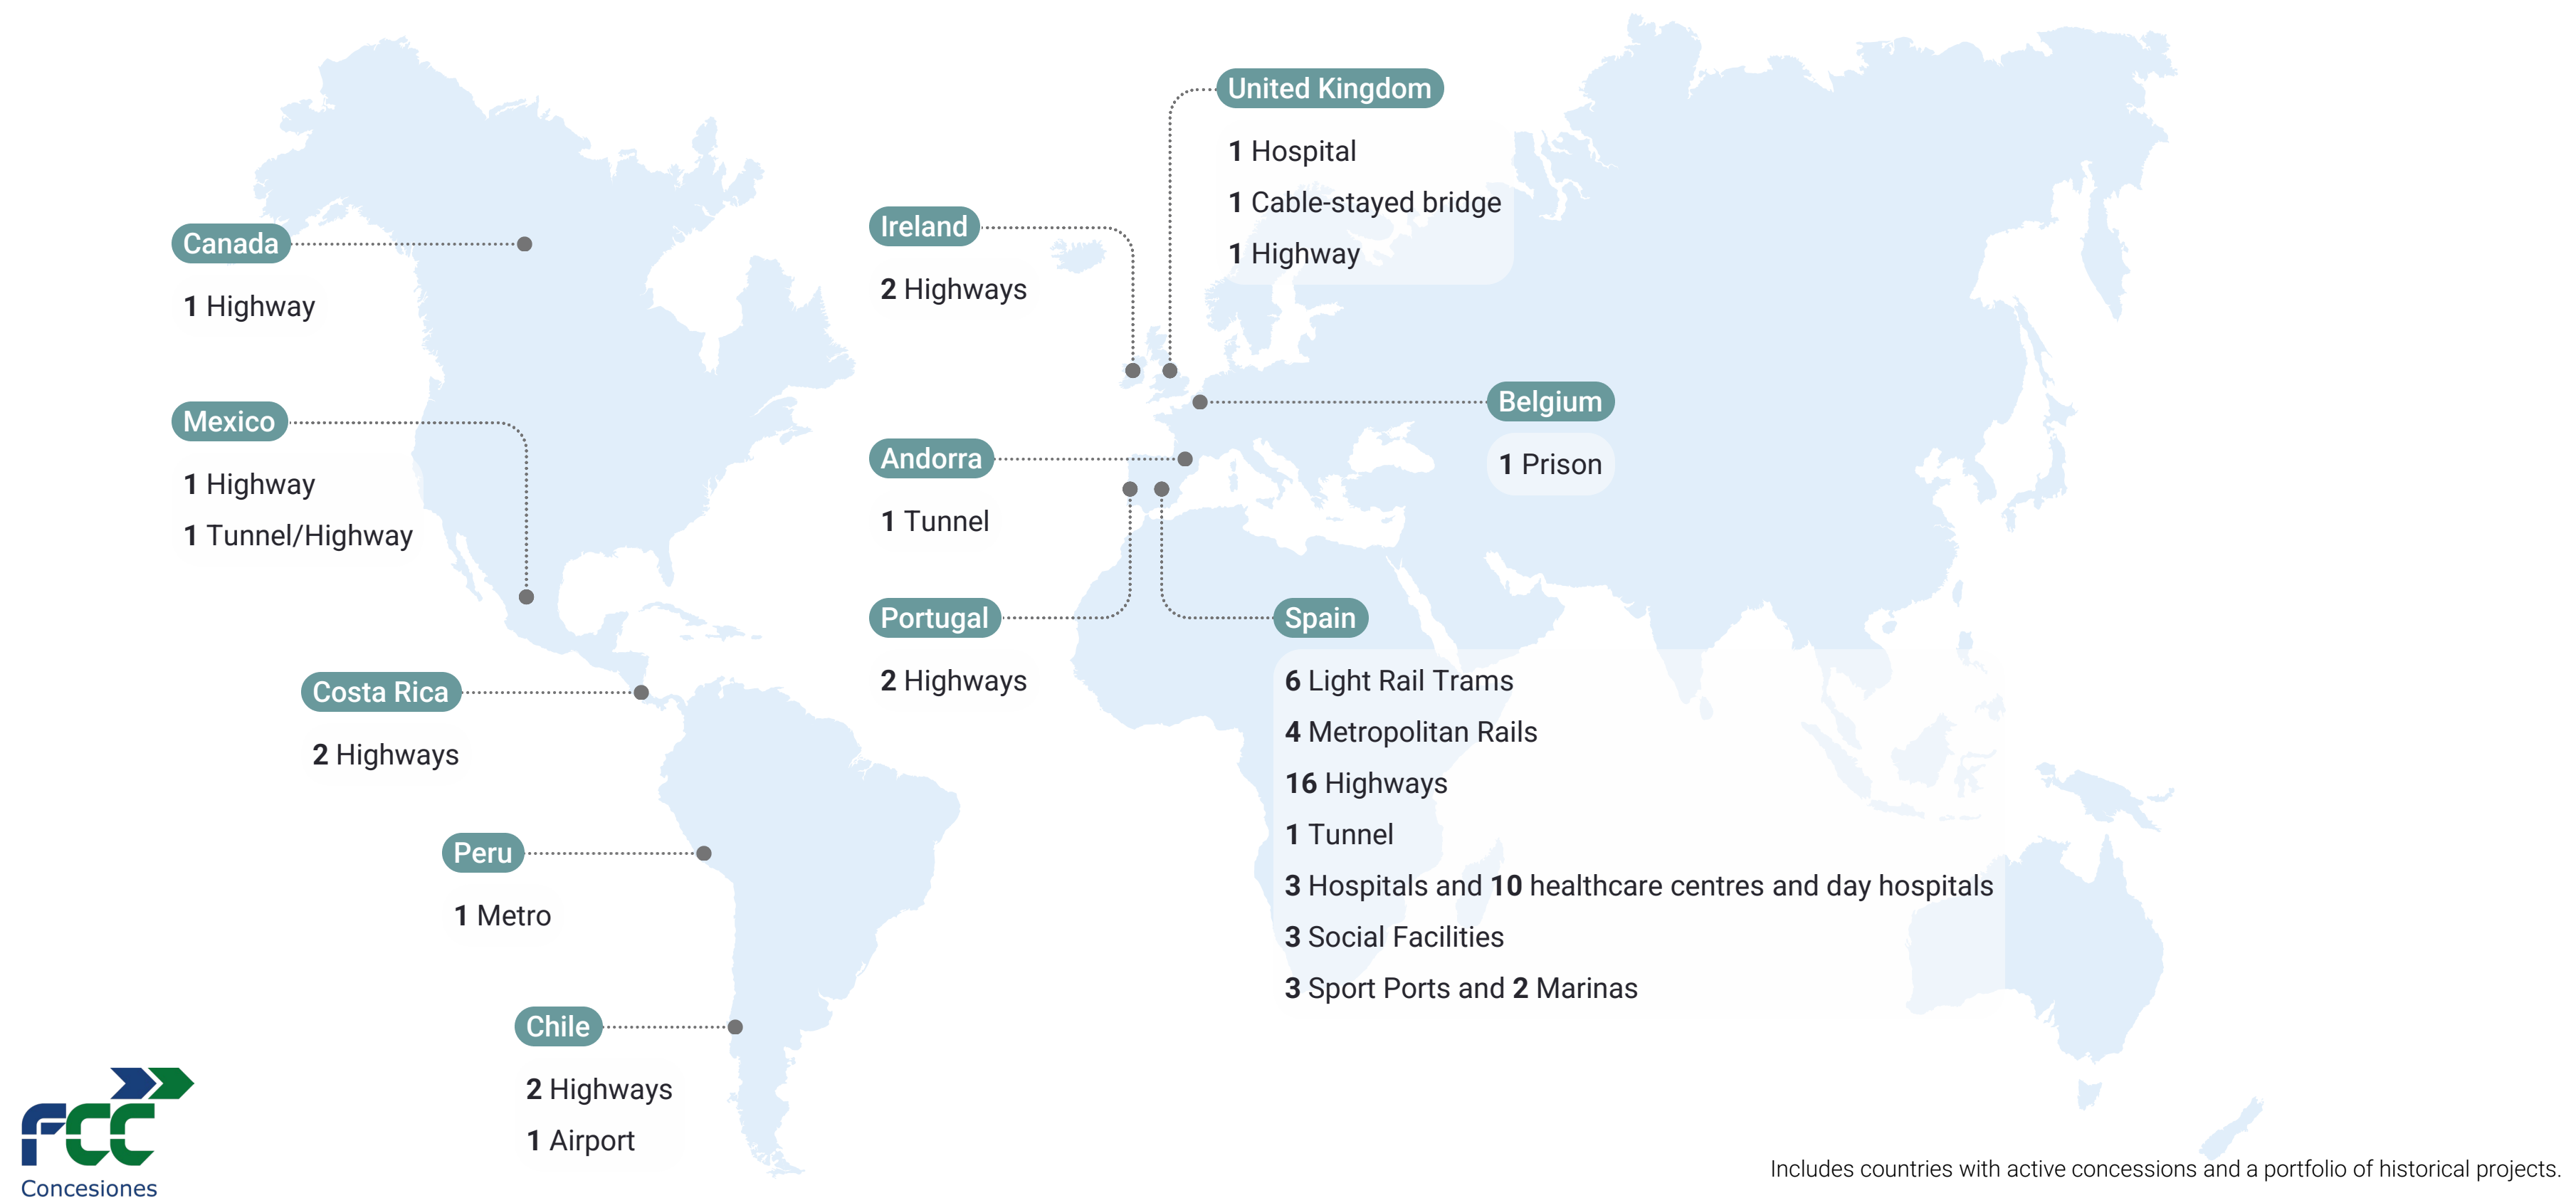 United Kingdom
1 Hospital
1 Cable-stayed bridge
1 Highway
Ireland
2 Highways
Canada
1 Highway
Mexico
1 Highway
1 Tunnel/Highway
Belgium
1 Prison
Andorra
1 Tunnel
Portugal
2 Highways
Spain
6 Light Rail Trams
4 Metropolitan Rails
16 Highways
1 Tunnel
3 Hospitals and 10 healthcare centres and day hospitals
3 Social Facilities
3 Sport Ports and 2 Marinas
Costa Rica
2 Highways
Peru
1 Metro
Chile
2 Highways
1 Airport
FCC
Concesiones
Includes countries with active concessions and a portfolio of historical projects.